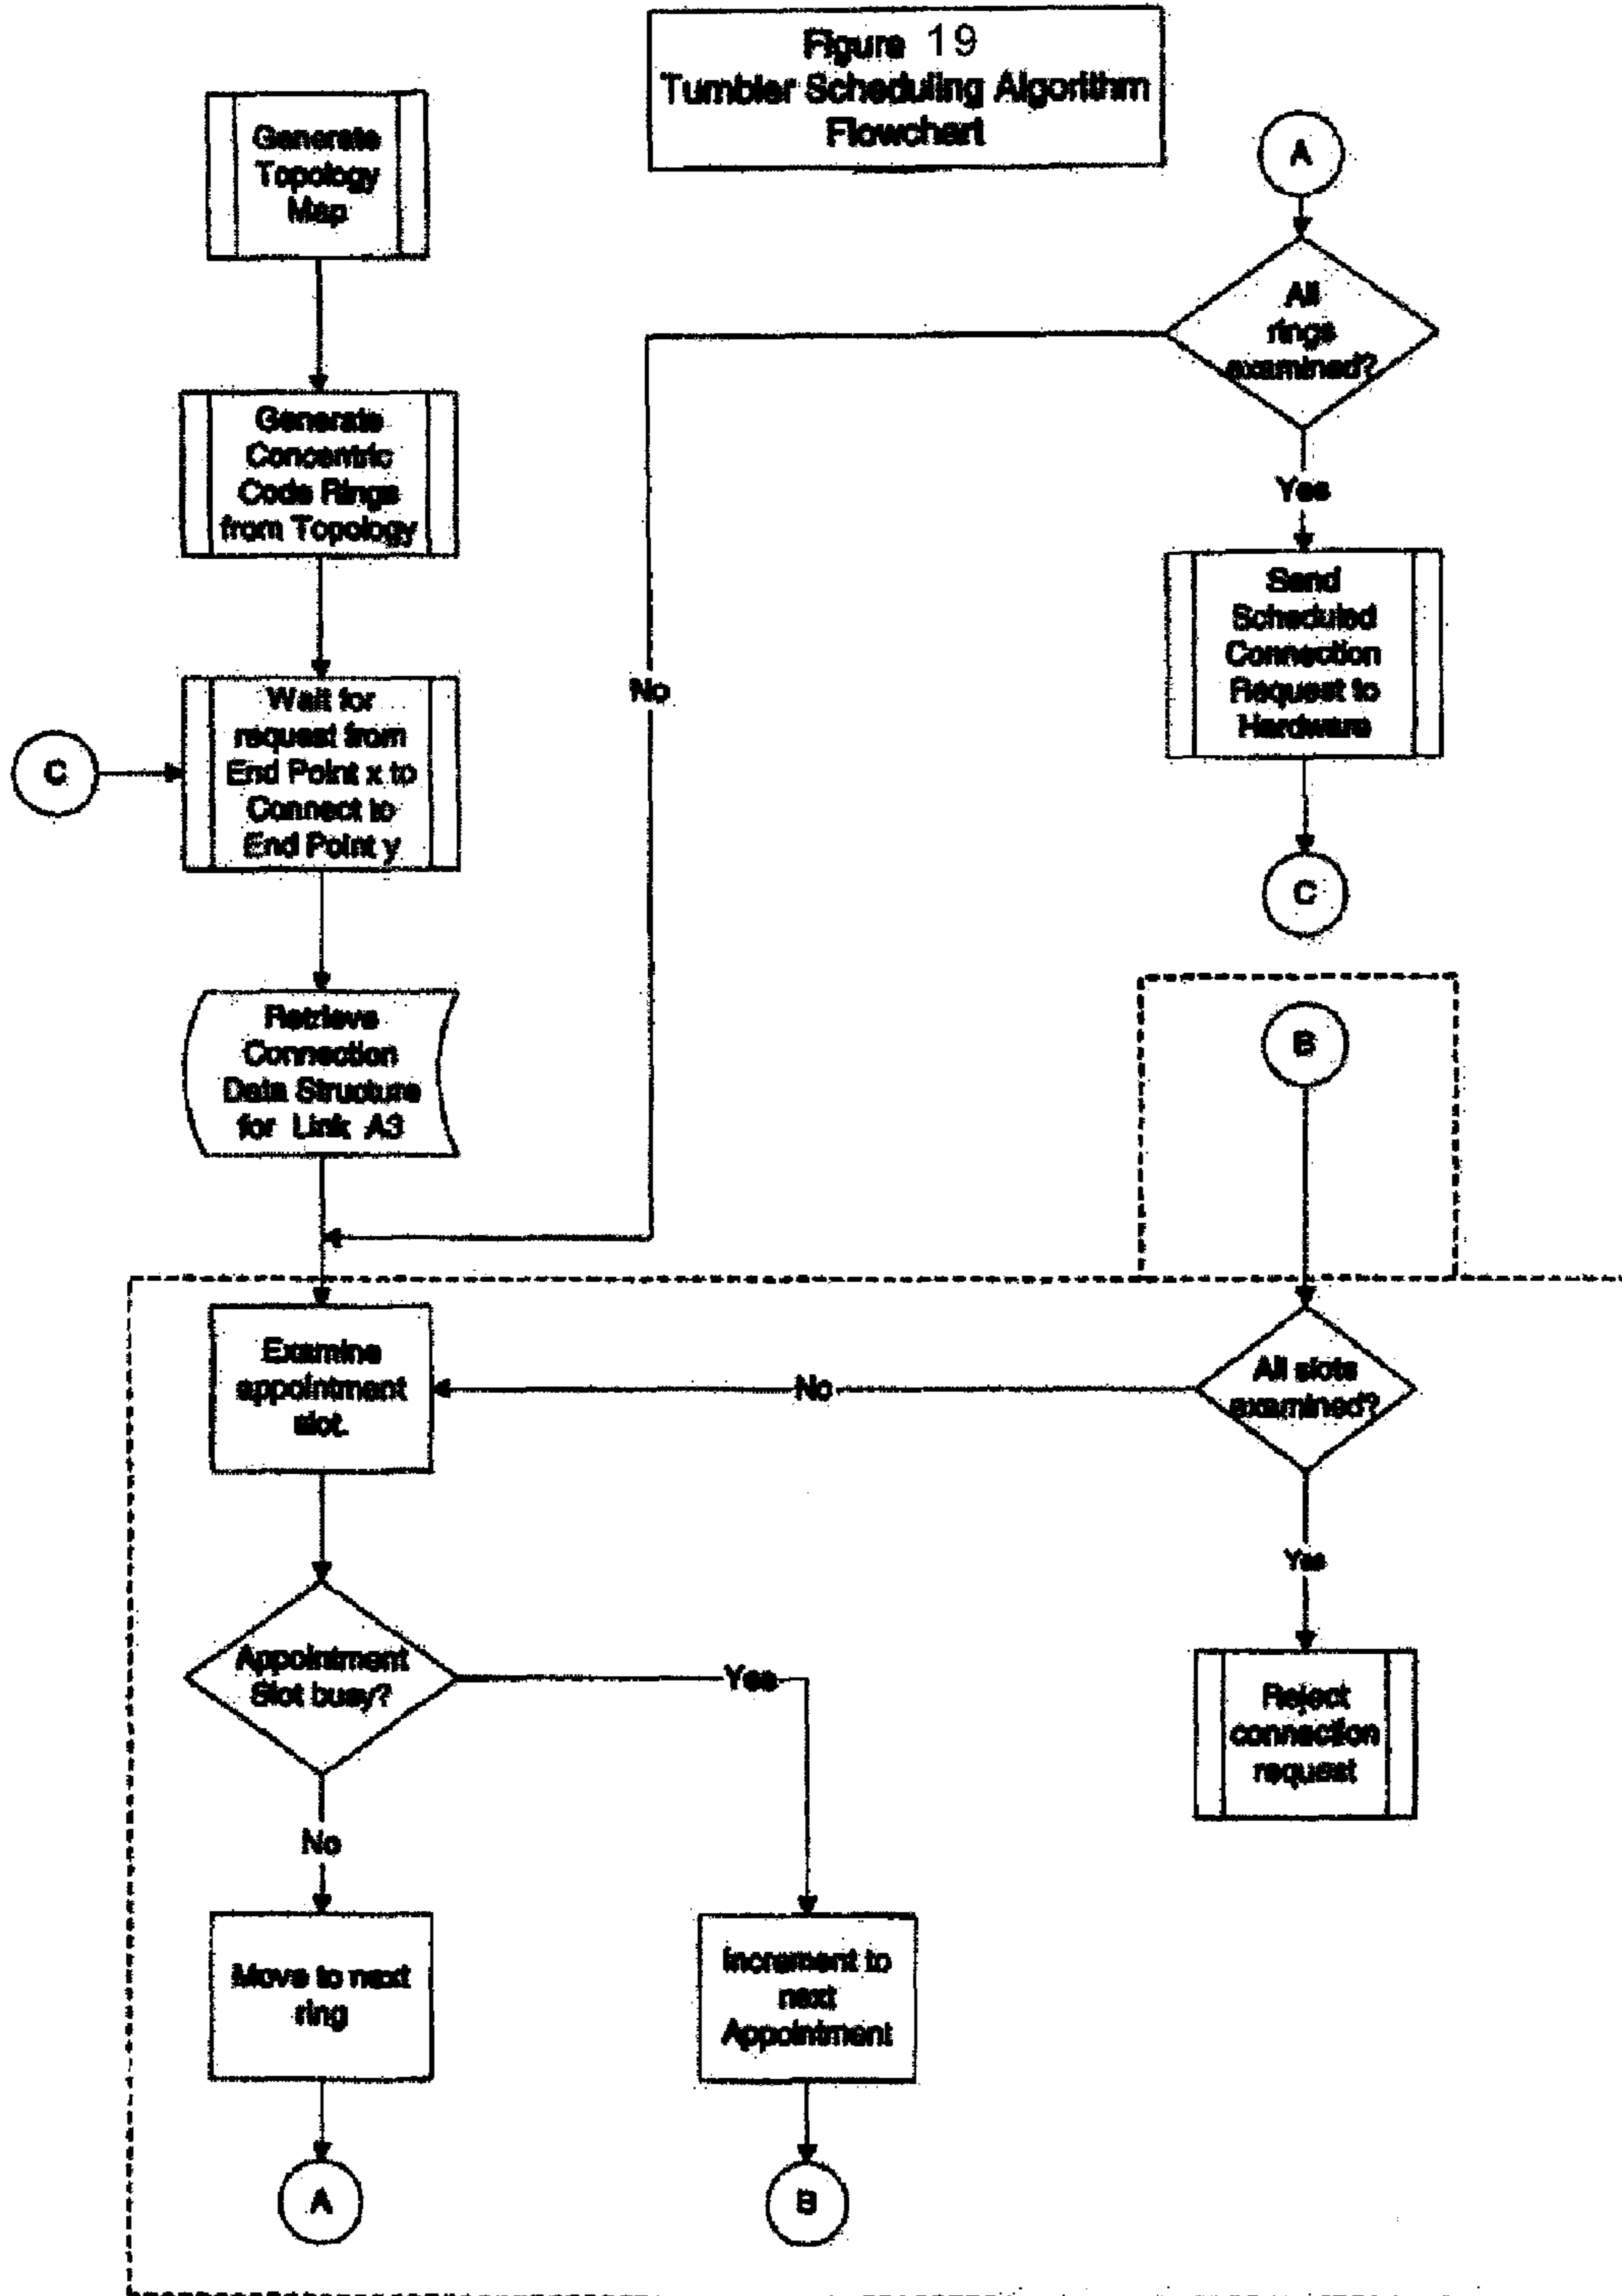 Figure 19
Tumbler Scheduling Algorithm
Flowchart
Generate
Topology
Map
Generate
Concentric
Code Rings
from Topology
C
Wait for
request from
End Point x to
Connect to
End Point y
Retrieve
Connection
Data Structure
for Link A3
No
A
All
rings
examined?
Yes
Send
Scheduled
Connection
Request to
Hardware
C
B
Examine
appointment
slot.
No
All slots
examined?
Yes
Reject
connection
request
Appointment
Slot busy?
Yes
No
Move to next
ring
Increment to
next
Appointment
A
B